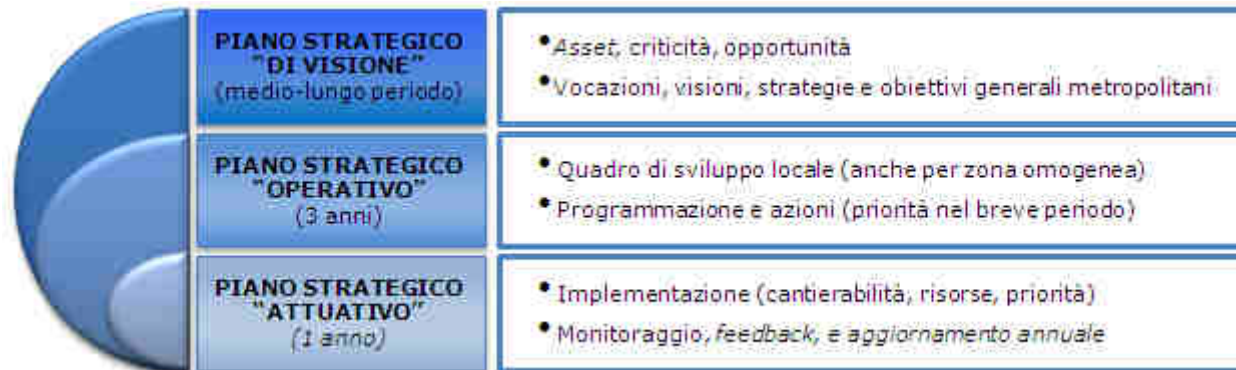 PIANO STRATEGICO
"DI VISIONE"
(medio-lungo periodo)
•Asset, criticità, opportunità
•Vocazioni, visioni, strategie e obiettivi generali metropolitani
PIANO STRATEGICO
"OPERATIVO"
(3 anni)
• Quadro di sviluppo locale (anche per zona omogenea)
• Programmazione e azioni (priorità nel breve periodo)
PIANO STRATEGICO
"ATTUATIVO"
(1 anno)
• Implementazione (cantierabilità, risorse, priorità)
• Monitoraggio, feedback, e aggiornamento annuale